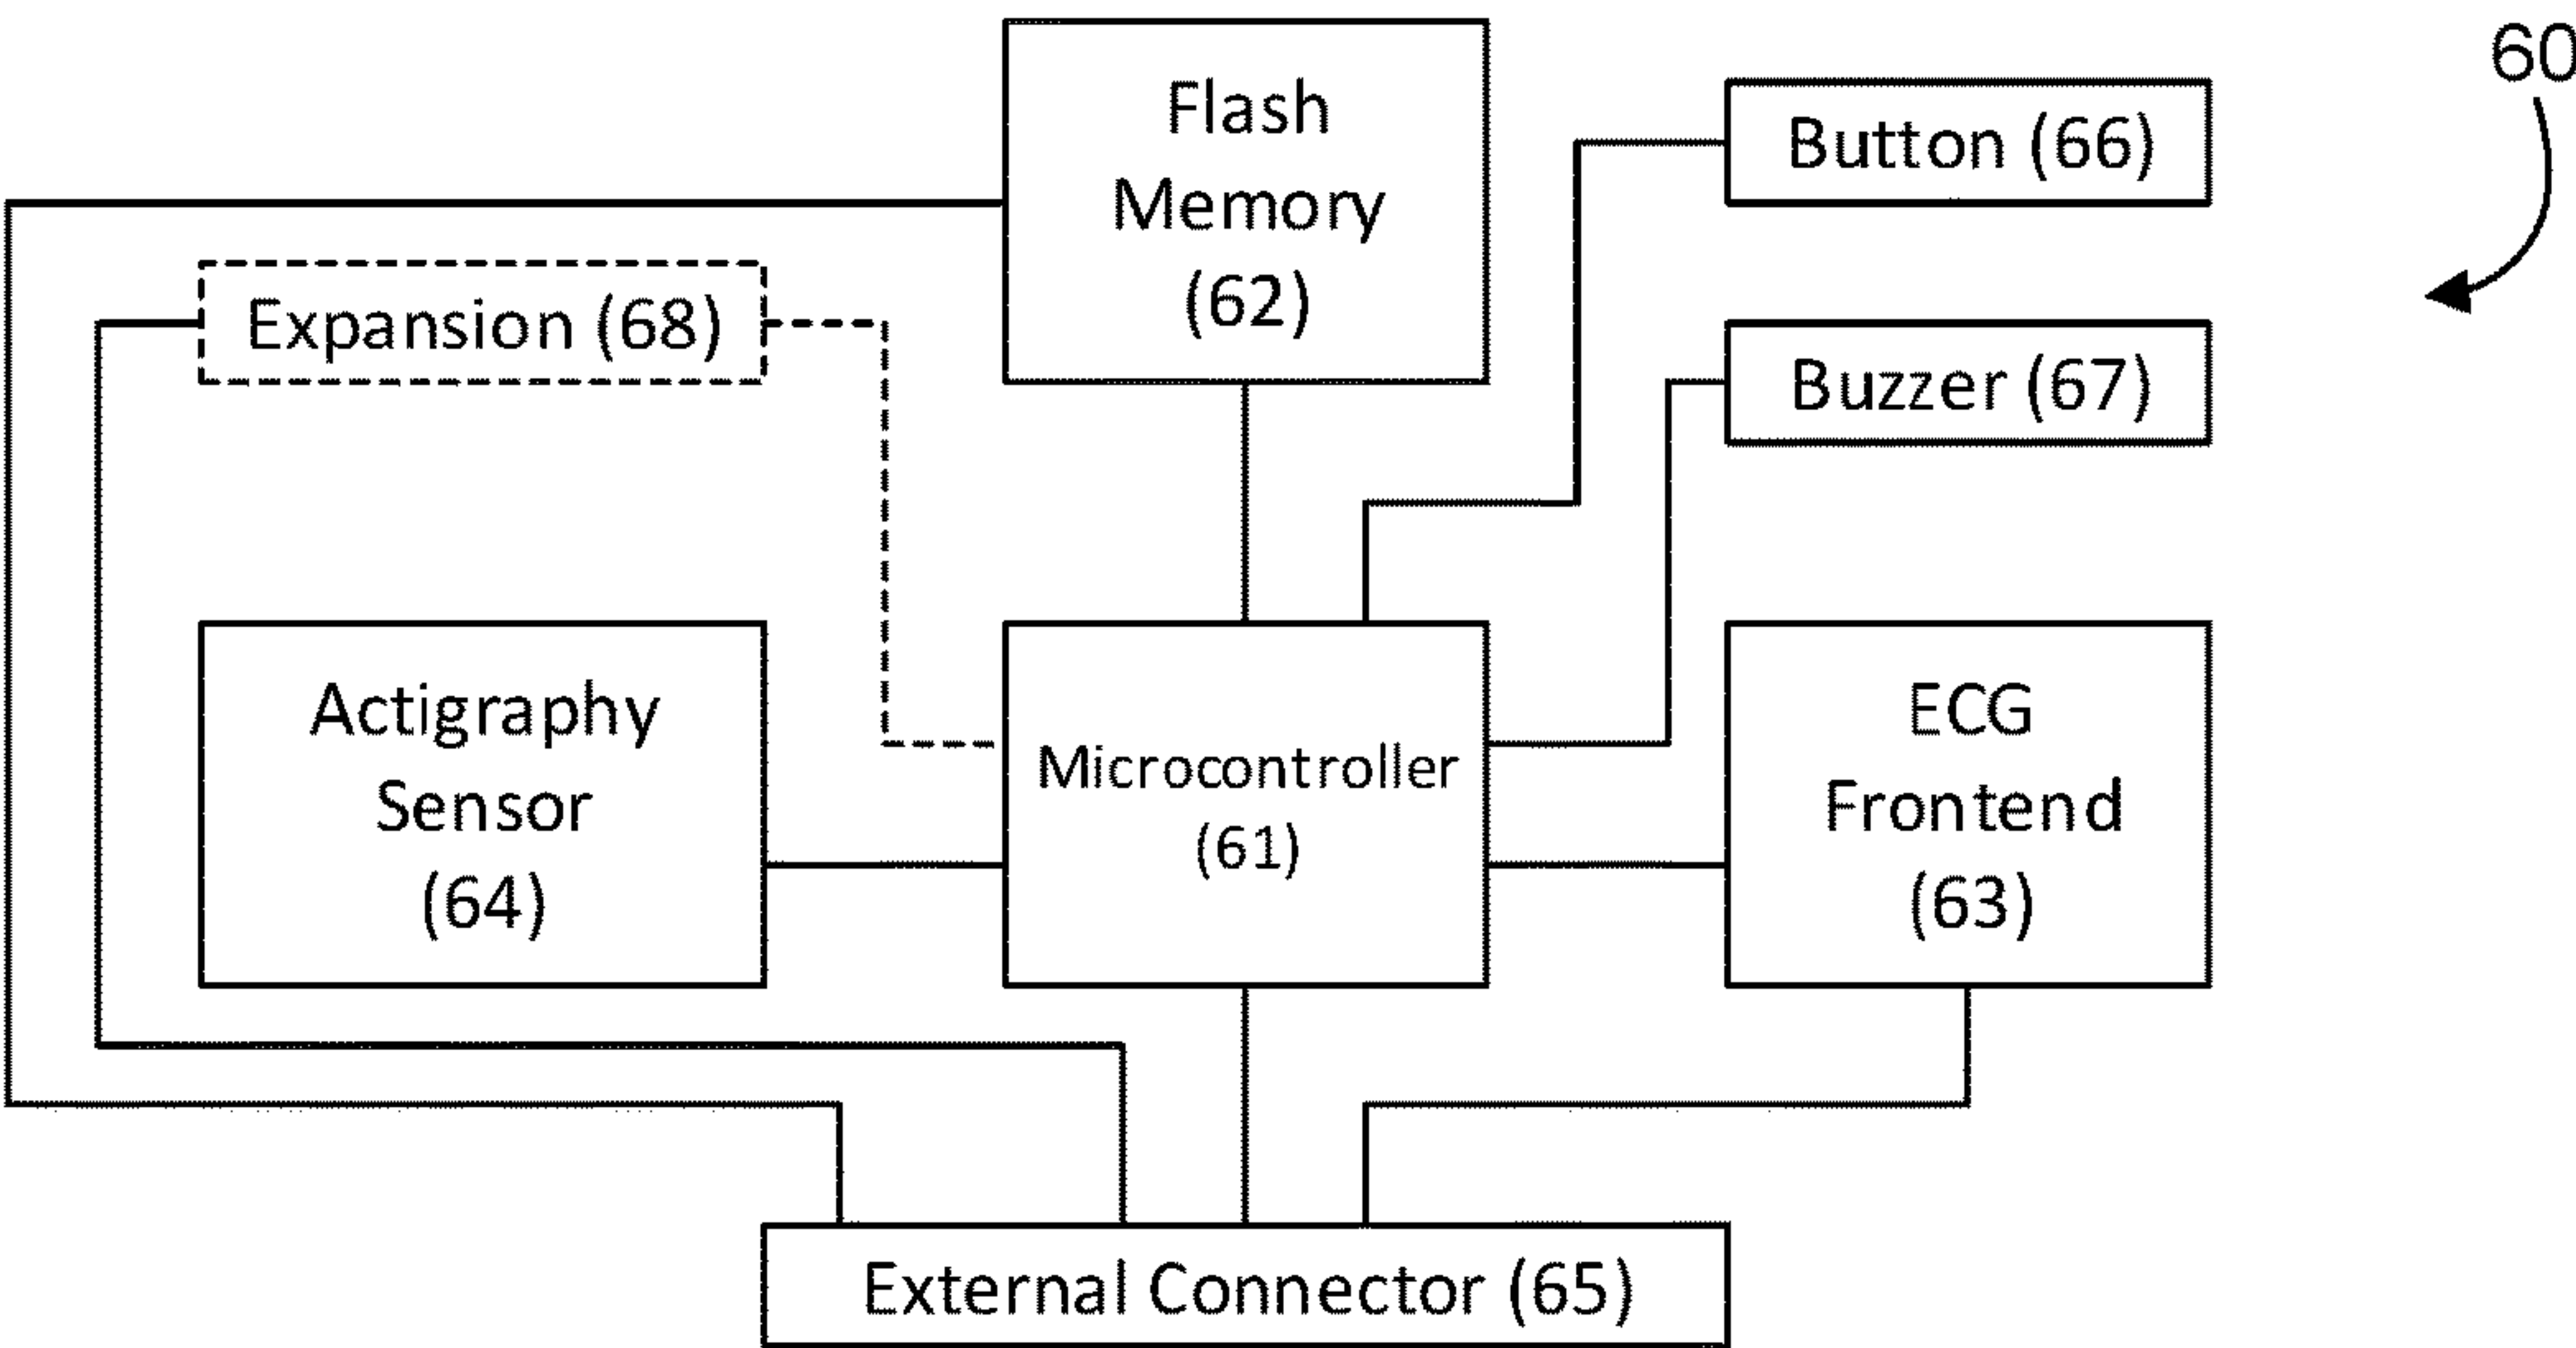 60
Flash
Memory
(62)
Button (66)
Expansion (68)
Buzzer (67)
Actigraphy
Sensor
(64)
Microcontroller
(61)
ECG
Frontend
(63)
External Connector (65)